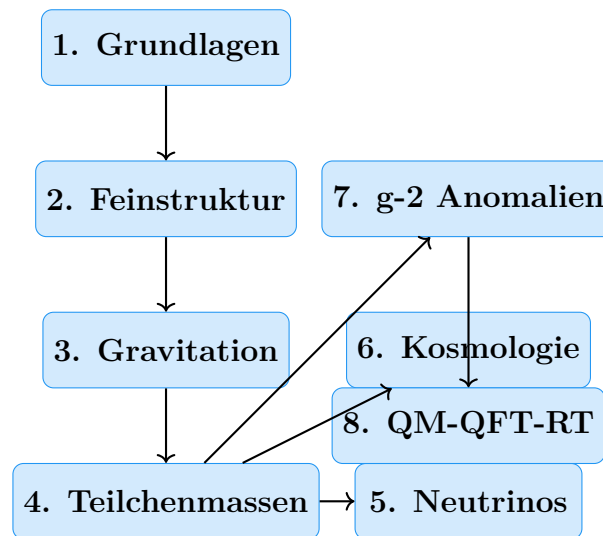 1. Grundlagen
2. Feinstruktur
7. g-2 Anomalien
3. Gravitation
6. Kosmologie
8. QM-QFT-RT
4. Teilchenmassen
5. Neutrinos